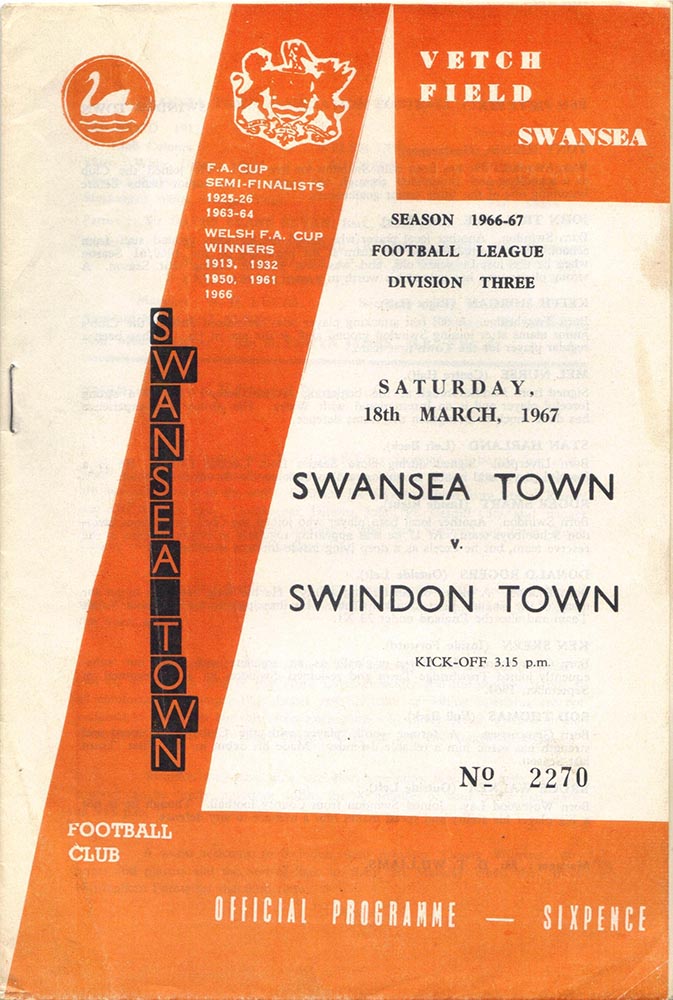 VETCH
FIELD
SWANSEA
F.A. CUP
SEMI-FINALISTS
1925-26
1963-64
WELSH F.A. CUP
WINNERS
1913, 1932
1950, 1961
1966
SEASON 1966-67
FOOTBALL LEAGUE
DIVISION THREE
SATURDAY,
18th MARCH, 1967
SWANSEA TOWN
v.
SWINDON TOWN
KICK-OFF 3.15 p.m.
Nº 2270
SWANSEA TOWN
FOOTBALL
CLUB
OFFICIAL PROGRAMME — SIXPENCE